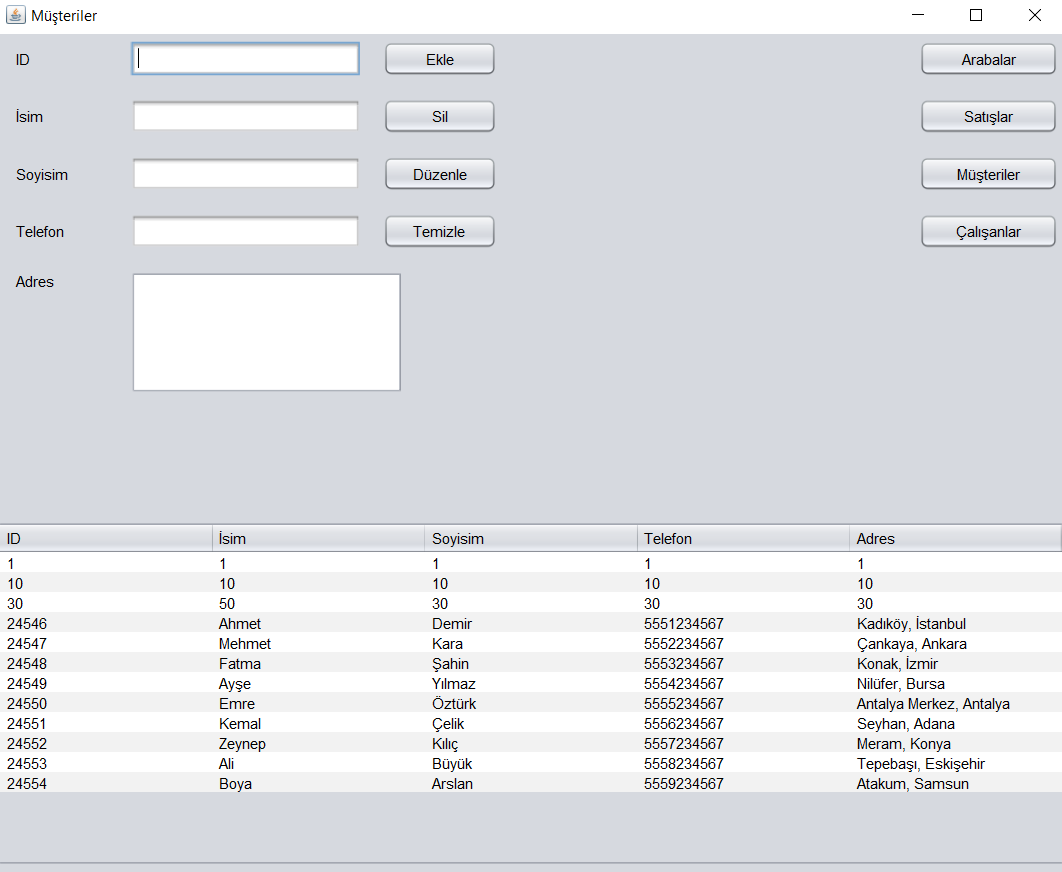 Müşteriler
ID Ekle Arabalar
İsim Sil Satışlar
Soyisim Düzenle Müşteriler
Telefon Temizle Çalışanlar
Adres
ID İsim Soyisim Telefon Adres
1 1 1 1 1
10 10 10 10 10
30 50 30 30 30
24546 Ahmet Demir 5551234567 Kadıköy, İstanbul
24547 Mehmet Kara 5552234567 Çankaya, Ankara
24548 Fatma Şahin 5553234567 Konak, İzmir
24549 Ayşe Yılmaz 5554234567 Nilüfer, Bursa
24550 Emre Öztürk 5555234567 Antalya Merkez, Antalya
24551 Kemal Çelik 5556234567 Seyhan, Adana
24552 Zeynep Kılıç 5557234567 Meram, Konya
24553 Ali Büyük 5558234567 Tepebaşı, Eskişehir
24554 Boya Arslan 5559234567 Atakum, Samsun